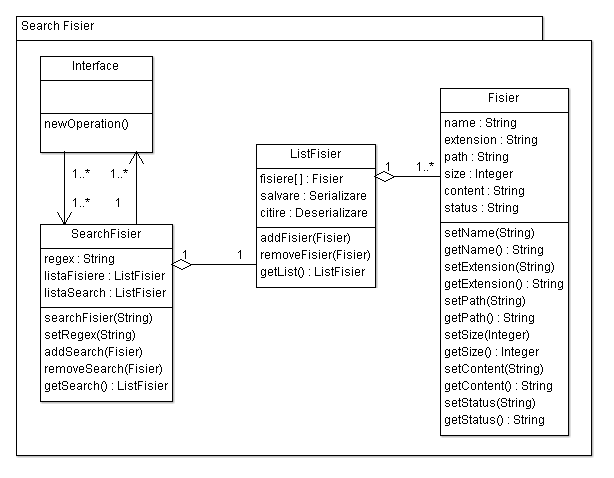 Search Fisier
Interface
newOperation()
1..*
1..*
1..*
1
SearchFisier
regex : String
listaFisiere : ListFisier
listaSearch : ListFisier
searchFisier(String)
setRegex(String)
addSearch(Fisier)
removeSearch(Fisier)
getSearch() : ListFisier
1
1
ListFisier
fisiere[ ] : Fisier
salvare : Serializare
citire : Deserializare
addFisier(Fisier)
removeFisier(Fisier)
getList() : ListFisier
1
1..*
Fisier
name : String
extension : String
path : String
size : Integer
content : String
status : String
setName(String)
getName() : String
setExtension(String)
getExtension() : String
setPath(String)
getPath() : String
setSize(Integer)
getSize() : Integer
setContent(String)
getContent() : String
setStatus(String)
getStatus() : String